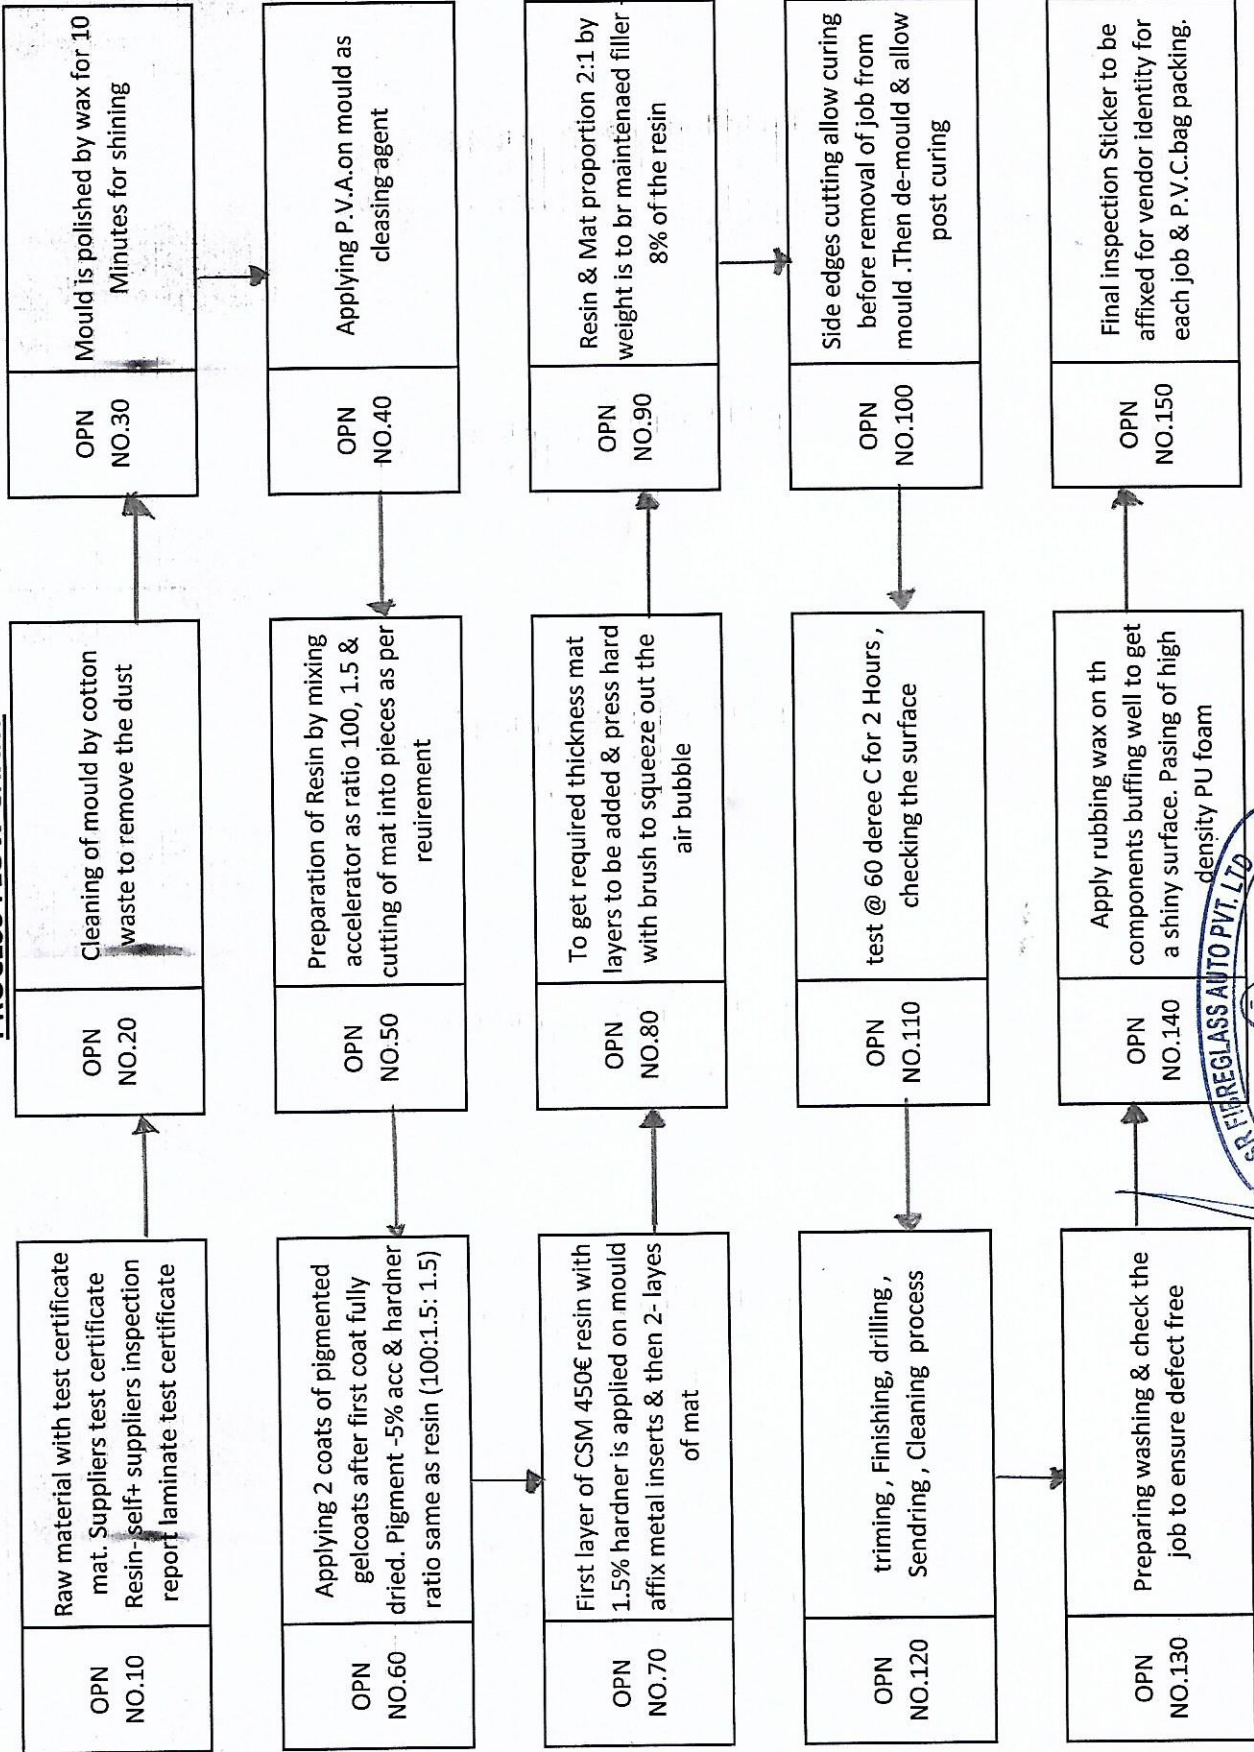 PROCESS FLOW CHART
OPN
NO.10
Raw material with test certificate
mat. Suppliers test certificate
Resin-self+ suppliers inspection
report laminate test certificate
OPN
NO.20
Cleaning of mould by cotton
waste to remove the dust
OPN
NO.30
Mould is polished by wax for 10
Minutes for shining
OPN
NO.40
Applying P.V.A.on mould as
cleasing agent
OPN
NO.50
Preparation of Resin by mixing
accelerator as ratio 100, 1.5 &
cutting of mat into pieces as per
reuirement
OPN
NO.60
Applying 2 coats of pigmented
gelcoats after first coat fully
dried. Pigment -5% acc & hardner
ratio same as resin (100:1.5: 1.5)
OPN
NO.70
First layer of CSM 450€ resin with
1.5% hardner is applied on mould
affix metal inserts & then 2- layes
of mat
OPN
NO.80
To get required thickness mat
layers to be added & press hard
with brush to squeeze out the
air bubble
OPN
NO.90
Resin & Mat proportion 2:1 by
weight is to br maintenaed filler
8% of the resin
OPN
NO.100
Side edges cutting allow curing
before removal of job from
mould .Then de-mould & allow
post curing
OPN
NO.110
test @ 60 deree C for 2 Hours ,
checking the surface
OPN
NO.120
triming , Finishing, drilling ,
Sendring , Cleaning process
OPN
NO.130
Preparing washing & check the
job to ensure defect free
OPN
NO.140
Apply rubbing wax on th
components buffing well to get
a shiny surface. Pasing of high
density PU foam
OPN
NO.150
Final inspection Sticker to be
affixed for vendor identity for
each job & P.V.C.bag packing.
S.R FIBREGLASS AUTO PVT. LTD